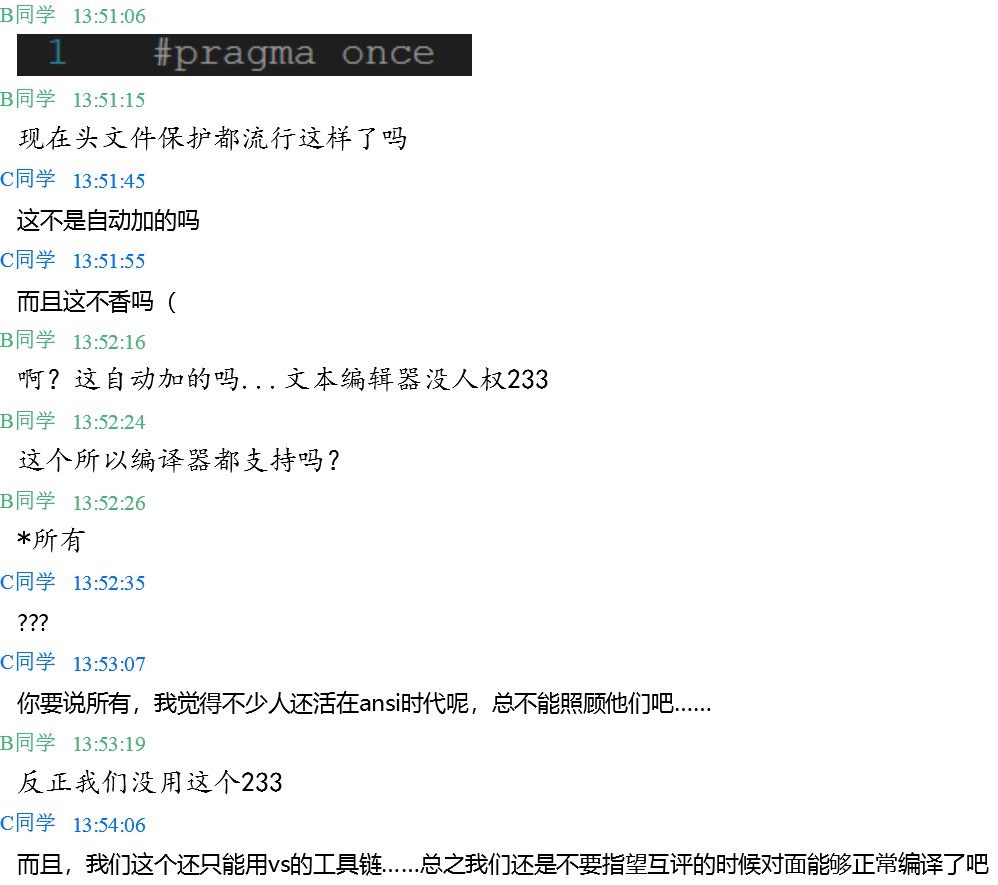 B同学 13:51:06
1 #pragma once
B同学 13:51:15
现在头文件保护都流行这样了吗
C同学 13:51:45
这不是自动加的吗
C同学 13:51:55
而且这不香吗（
B同学 13:52:16
啊？这自动加的吗...文本编辑器没人权233
B同学 13:52:24
这个所以编译器都支持吗？
B同学 13:52:26
*所有
C同学 13:52:35
???
C同学 13:53:07
你要说所有，我觉得不少人还活在ansi时代呢，总不能照顾他们吧……
B同学 13:53:19
反正我们没用这个233
C同学 13:54:06
而且，我们这个还只能用vs的工具链……总之我们还是不要指望互评的时候对面能够正常编译了吧